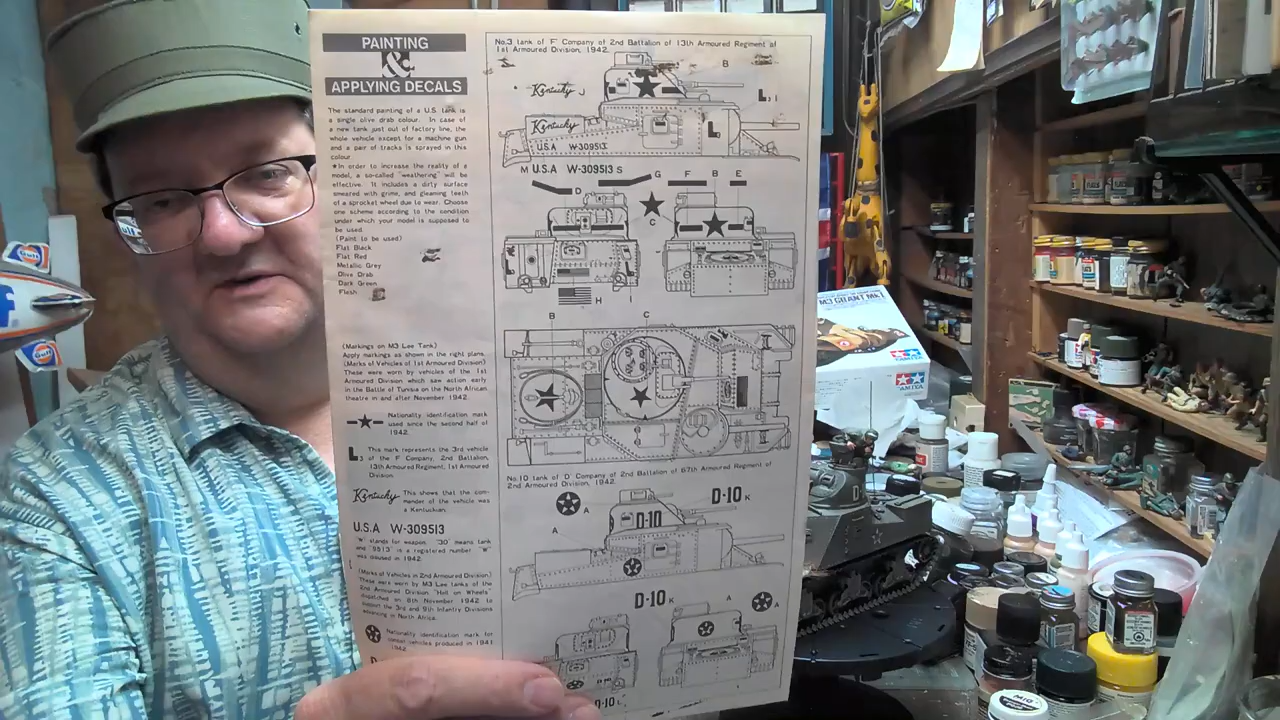 PAINTING
&
APPLYING DECALS
The standard painting of a U.S. tank is
a single olive drab colour. In case of
a new tank just out of factory line, the
whole vehicle except for a machine gun
and a pair of tracks is sprayed in this
colour.
In order to increase the reality of a
model, a so-called "weathering" will be
effective. It includes a dirty surface
smeared with grime, and gleaming teeth
of a sprocket wheel due to wear. Choose
one scheme according to the condition
under which your model is supposed to
be used.
(Paint to be used)
Flat Black
Flat Red
Metallic Grey
Olive Drab
Dark Green
Flesh
(Markings on M3 Lee Tank)
Apply markings as shown in the right plans.
(Marks of Vehicles of 1st Armoured Division)
These were worn by vehicles of the 1st
Armoured Division which saw action early
in the Battle of Tunisia on the North African
theatre in and after November 1942.
Nationality identification mark
used since the second half of
1942.
L
3
This mark represents the 3rd vehicle
of the F Company, 2nd Battalion,
13th Armoured Regiment, 1st Armoured
Division.
Kentucky
This shows that the com-
mander of the vehicle was
a Kentuckian.
U.S.A W-309513
"W" stands for weapon. "30" means tank
and "9513" is a registered number. "W"
was disused in 1942.
(Marks of Vehicles in 2nd Armoured Division)
These were worn by M3 Lee tanks of the
2nd Armoured Division "Hell on Wheels"
dispatched on 8th November 1942 to
support the 3rd and 9th Infantry Divisions
advancing in North Africa.
Nationality identification mark for
combat vehicles produced in 1941
1942.
No.3 tank of 'F' Company of 2nd Battalion of 13th Armoured Regiment of
1st Armoured Division, 1942.
B
Kentucky J
L
3 I
Kentucky
L
U.S.A W-309513
M U.S.A W-309513 S
G F B E
D
C
L L
H I
B C
No.10 tank of 'D' Company of 2nd Battalion of 67th Armoured Regiment of
2nd Armoured Division, 1942.
A
D-10 K
D-10
A
D-10 K
A A
D-10 L
M3 GRANT Mk I
TAMIYA
Gulf
Gulf
f
M10